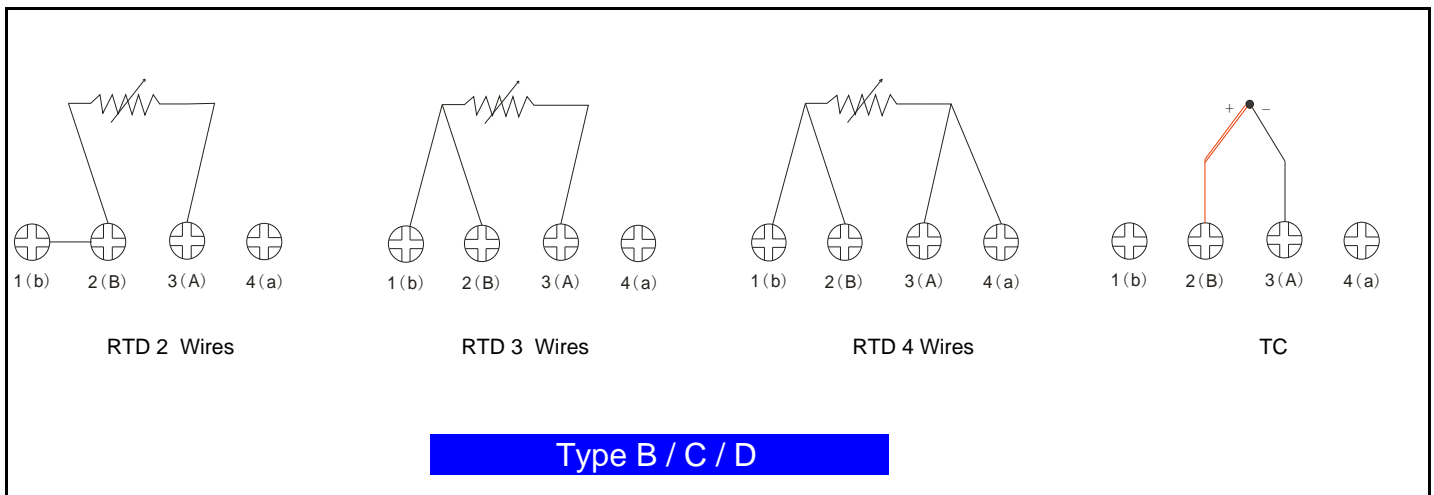 + −
1(b) 2(B) 3(A) 4(a) 1(b) 2(B) 3(A) 4(a) 1(b) 2(B) 3(A) 4(a) 1(b) 2(B) 3(A) 4(a)
RTD 2 Wires RTD 3 Wires RTD 4 Wires TC
Type B / C / D